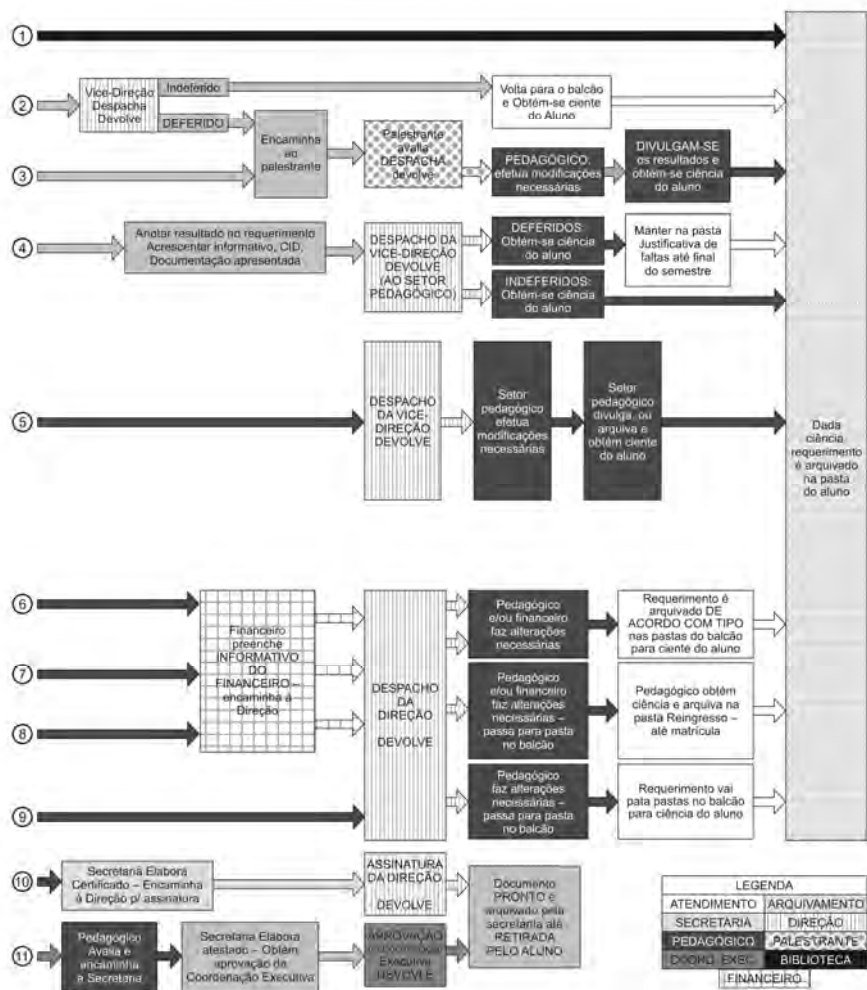 1
2
Vice-Direção
Despacha
Devolve
Indeferido
DEFERIDO
Volta para o balcão
e Obtém-se ciente
do Aluno
3
Encaminha
ao
palestrante
Palestrante
avalia
DESPACHA
devolve
PEDAGÓGICO:
efetua modificações
necessárias
DIVULGAM-SE
os resultados e
obtém-se ciência
do aluno
4
Anotar resultado no requerimento
Acrescentar informativo, CID,
Documentação apresentada
DESPACHO DA
VICE-DIREÇÃO
DEVOLVE
(AO SETOR
PEDAGÓGICO)
DEFERIDOS:
Obtém-se ciência
do aluno
Manter na pasta
Justificativa de
faltas até final
do semestre
INDEFERIDOS:
Obtém-se ciência
do aluno
5
DESPACHO
DA VICE-
DIREÇÃO
DEVOLVE
Setor
pedagógico
efetua
modificações
necessárias
Setor
pedagógico
divulga, ou
arquiva e
obtém ciente
do aluno
Dada
ciência
requerimento
é arquivado
na pasta
do aluno
6
7
8
9
Financeiro
preenche
INFORMATIVO
DO
FINANCEIRO –
encaminha à
Direção
DESPACHO
DA
DIREÇÃO
DEVOLVE
Pedagógico
e/ou financeiro
faz alterações
necessárias
Requerimento é
arquivado DE
ACORDO COM TIPO
nas pastas do balcão
para ciente do aluno
Pedagógico
e/ou financeiro
faz alterações
necessárias –
passa para pasta
no balcão
Pedagógico obtém
ciência e arquiva na
pasta Reingresso –
até matrícula
Pedagógico
faz alterações
necessárias –
passa para pasta
no balcão
Requerimento vai
pata pastas no balcão
para ciência do aluno
10
Secretaria Elabora
Certificado – Encaminha
à Direção p/ assinatura
ASSINATURA
DA DIREÇÃO
DEVOLVE
Documento
PRONTO e
arquivado pela
secretaria até
RETIRADA
PELO ALUNO
11
Pedagógico
Avalia e
encaminha
a Secretaria
Secretaria Elabora
atestado – Obtém
aprovação da
Coordenação Executiva
APROVAÇÃO
Executiva
DEVOLVE
LEGENDA
ATENDIMENTO ARQUIVAMENTO
SECRETARIA DIREÇÃO
PEDAGÓGICO PALESTRANTE
COORD. EXEC. BIBLIOTECA
FINANCEIRO